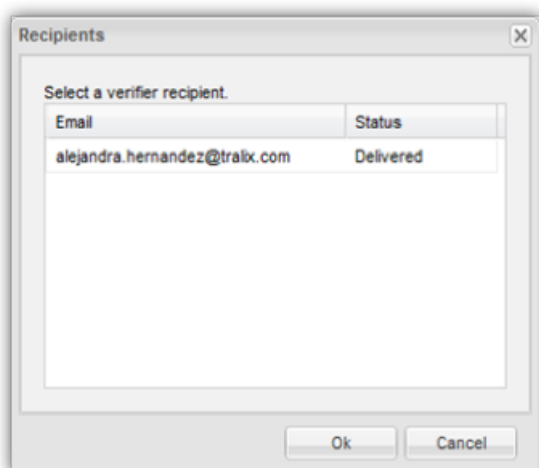 Recipients
Select a verifier recipient.
Email Status
alejandra.hernandez@tralix.com Delivered
Ok Cancel